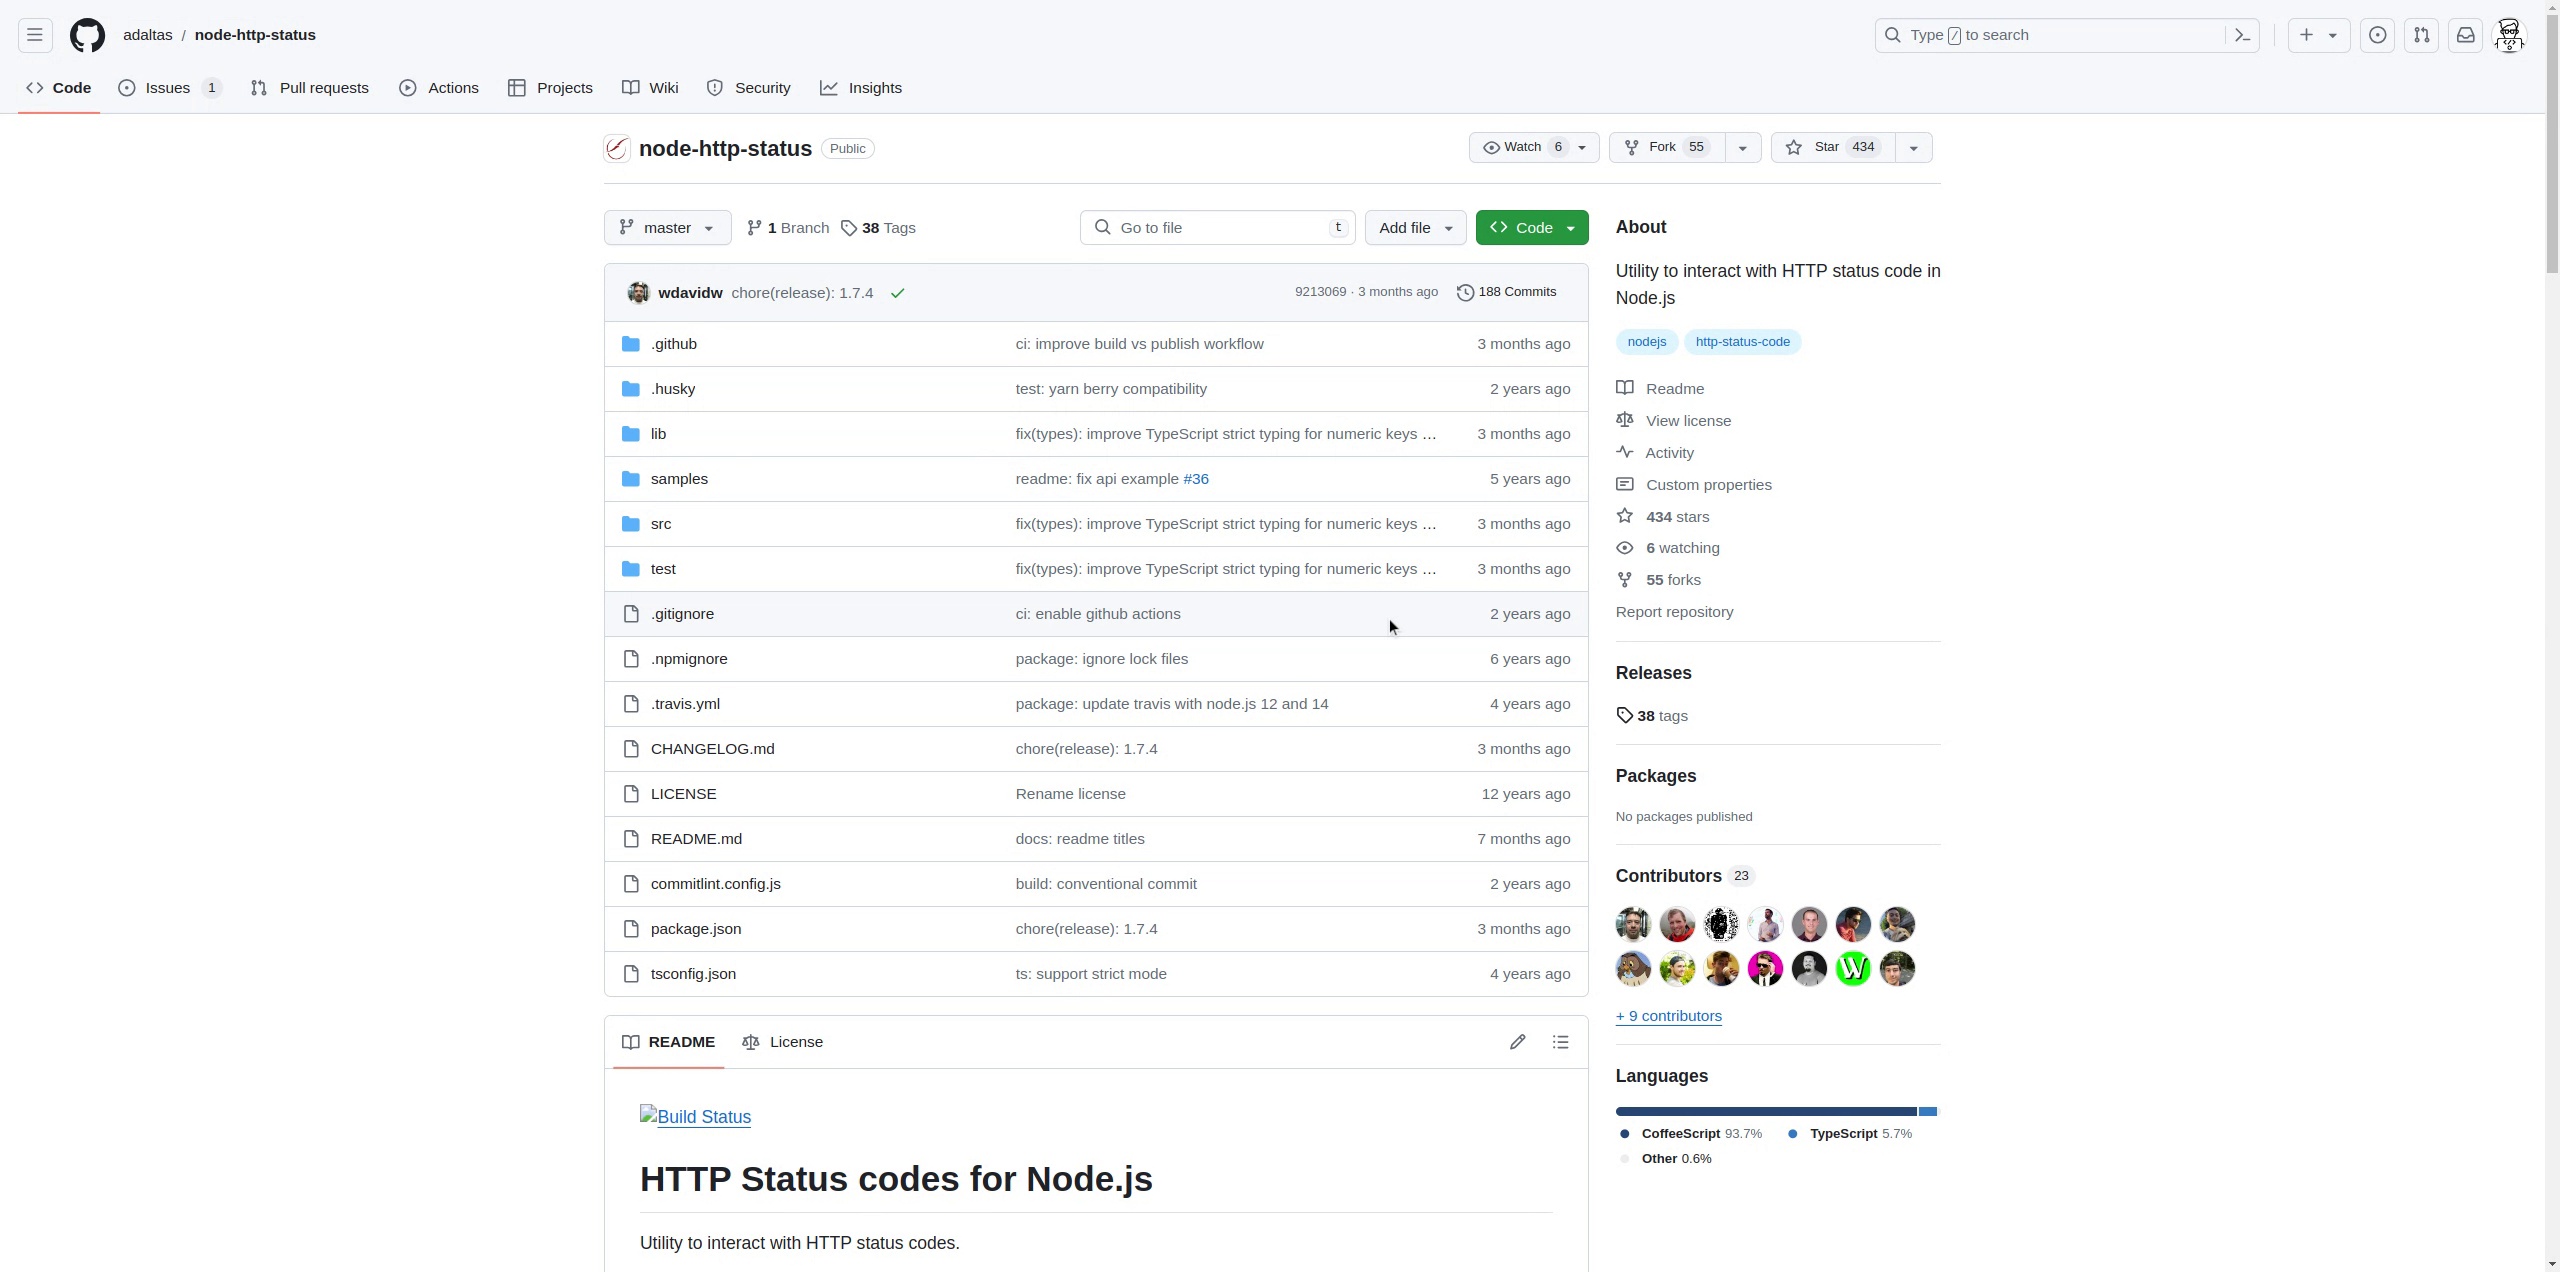 adaltas / node-http-status
Type / to search
Code
Issues 1
Pull requests
Actions
Projects
Wiki
Security
Insights
node-http-status Public
Watch 6
Fork 55
Star 434
master
1 Branch
38 Tags
Go to file t
Add file
Code
wdavidw chore(release): 1.7.4
9213069 · 3 months ago
188 Commits
.github ci: improve build vs publish workflow 3 months ago
.husky test: yarn berry compatibility 2 years ago
lib fix(types): improve TypeScript strict typing for numeric keys … 3 months ago
samples readme: fix api example #36 5 years ago
src fix(types): improve TypeScript strict typing for numeric keys … 3 months ago
test fix(types): improve TypeScript strict typing for numeric keys … 3 months ago
.gitignore ci: enable github actions 2 years ago
.npmignore package: ignore lock files 6 years ago
.travis.yml package: update travis with node.js 12 and 14 4 years ago
CHANGELOG.md chore(release): 1.7.4 3 months ago
LICENSE Rename license 12 years ago
README.md docs: readme titles 7 months ago
commitlint.config.js build: conventional commit 2 years ago
package.json chore(release): 1.7.4 3 months ago
tsconfig.json ts: support strict mode 4 years ago
README
License
Build Status
HTTP Status codes for Node.js
Utility to interact with HTTP status codes.
About
Utility to interact with HTTP status code in
Node.js
nodejs http-status-code
Readme
View license
Activity
Custom properties
434 stars
6 watching
55 forks
Report repository
Releases
38 tags
Packages
No packages published
Contributors 23
W
+ 9 contributors
Languages
CoffeeScript 93.7% TypeScript 5.7%
Other 0.6%